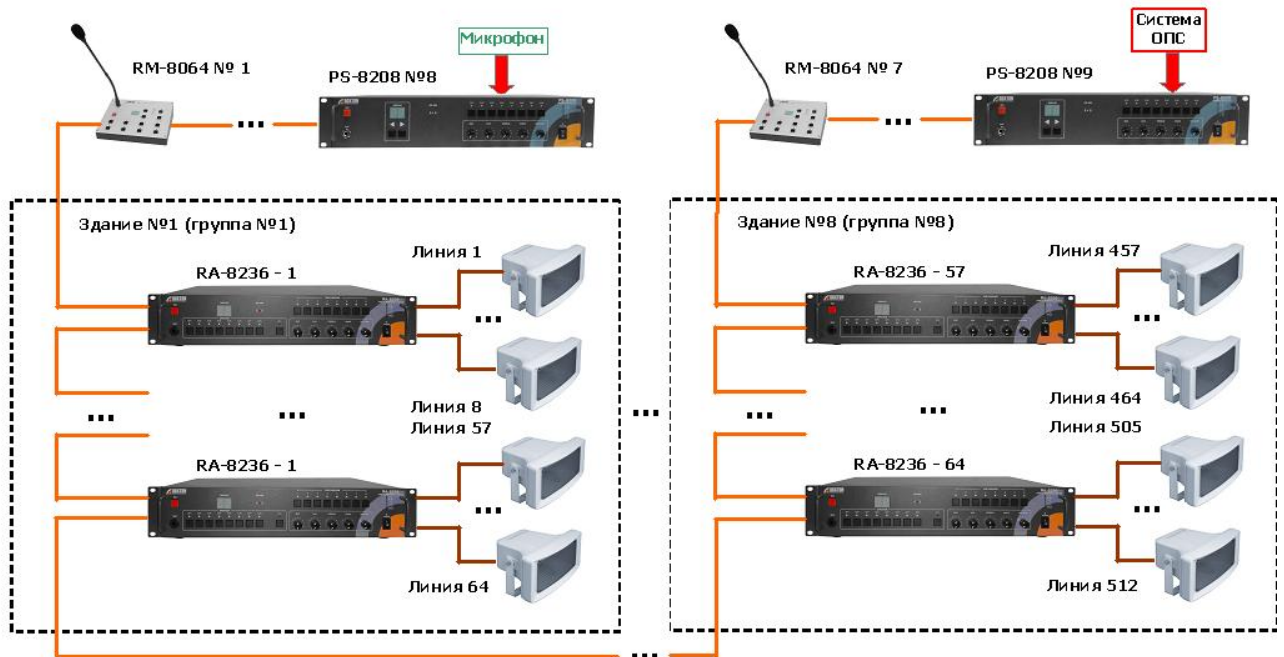 Микрофон
Система
ОПС
RM-8064 № 1
PS-8208 №8
RM-8064 № 7
PS-8208 №9
...
...
Здание №1 (группа №1)
Линия 1
RA-8236 - 1
...
Линия 8
Линия 57
...
...
RA-8236 - 1
...
Линия 64
...
Здание №8 (группа №8)
Линия 457
RA-8236 - 57
...
Линия 464
Линия 505
...
...
RA-8236 - 64
...
Линия 512
...